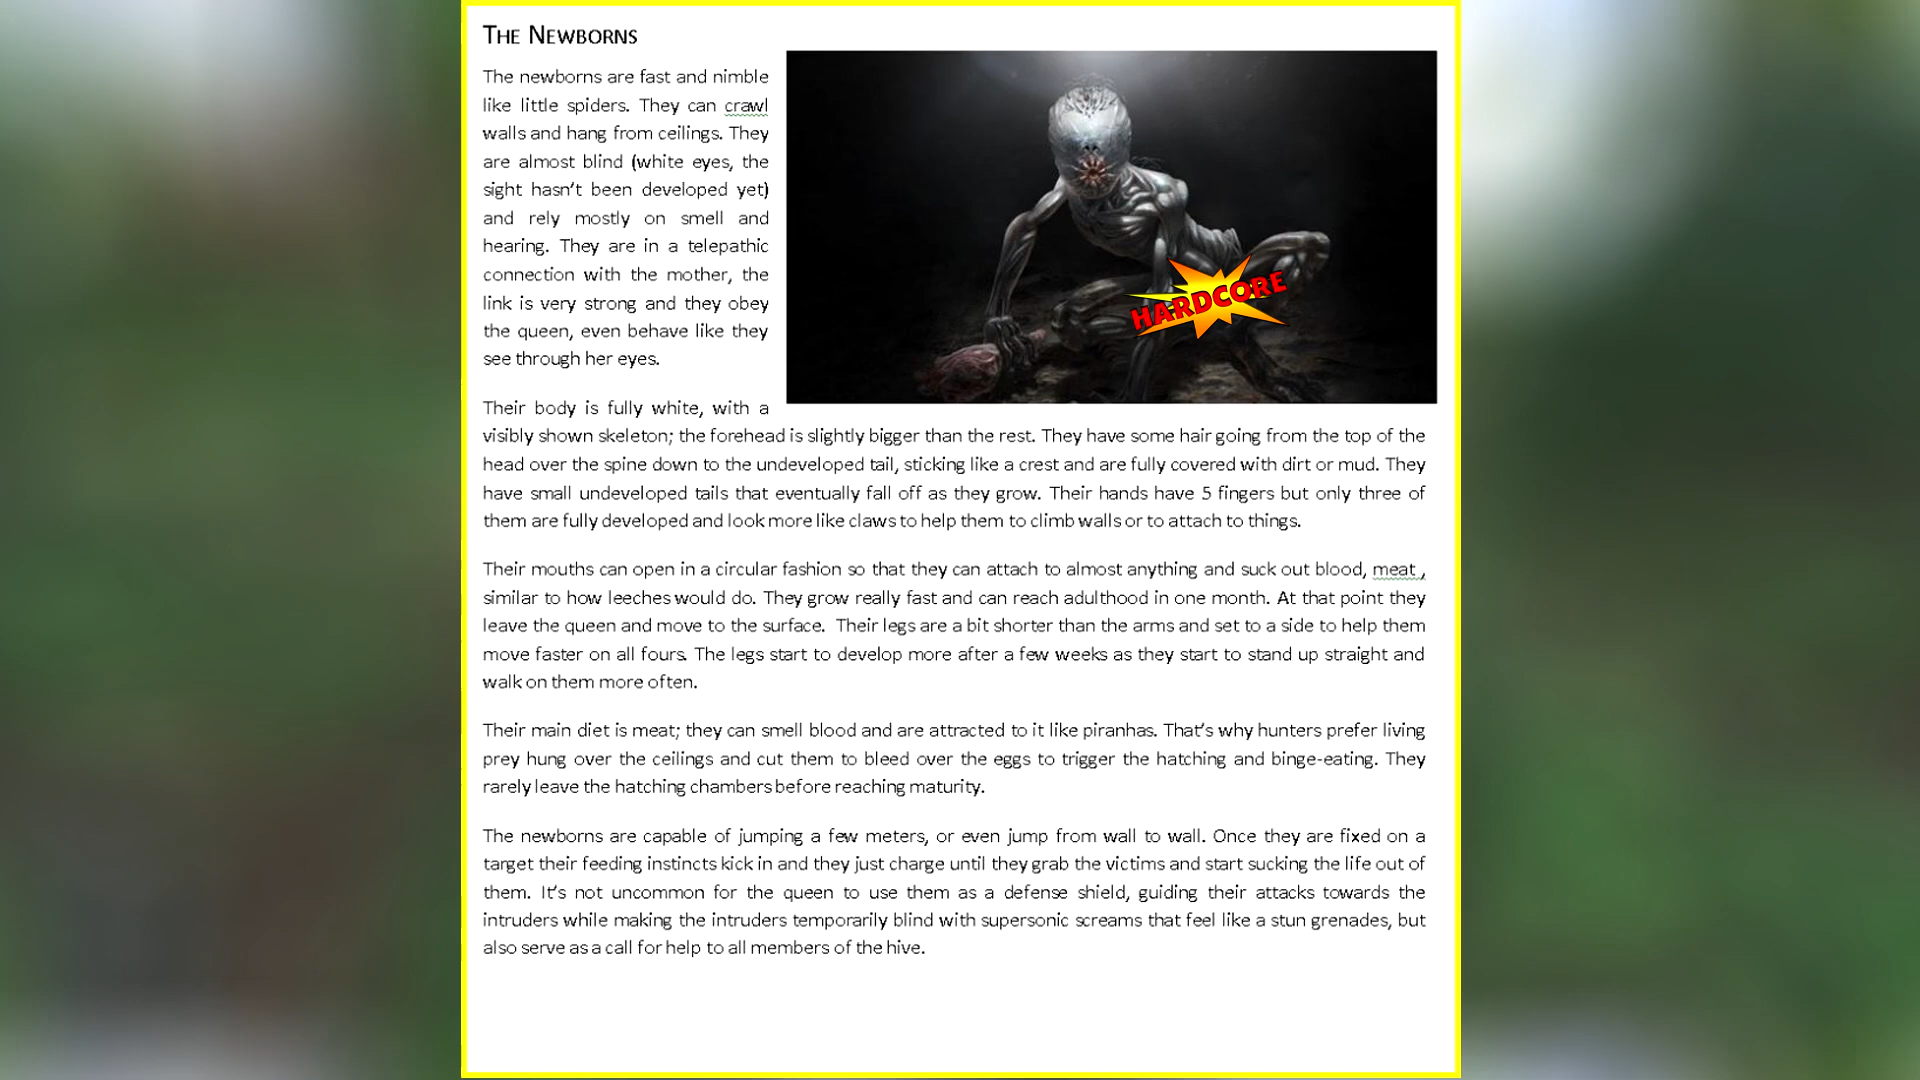 THE NEWBORNS
The newborns are fast and nimble
like little spiders. They can crawl
walls and hang from ceilings. They
are almost blind (white eyes, the
sight hasn't been developed yet)
and rely mostly on smell and
hearing. They are in a telepathic
connection with the mother, the
link is very strong and they obey
the queen, even behave like they
see through her eyes.
HARDCORE
Their body is fully white, with a
visibly shown skeleton; the forehead is slightly bigger than the rest. They have some hair going from the top of the
head over the spine down to the undeveloped tail, sticking like a crest and are fully covered with dirt or mud. They
have small undeveloped tails that eventually fall off as they grow. Their hands have 5 fingers but only three of
them are fully developed and look more like claws to help them to climb walls or to attach to things.
Their mouths can open in a circular fashion so that they can attach to almost anything and suck out blood, meat ,
similar to how leeches would do. They grow really fast and can reach adulthood in one month. At that point they
leave the queen and move to the surface.  Their legs are a bit shorter than the arms and set to a side to help them
move faster on all fours. The legs start to develop more after a few weeks as they start to stand up straight and
walk on them more often.
Their main diet is meat; they can smell blood and are attracted to it like piranhas. That's why hunters prefer living
prey hung over the ceilings and cut them to bleed over the eggs to trigger the hatching and binge-eating. They
rarely leave the hatching chambers before reaching maturity.
The newborns are capable of jumping a few meters, or even jump from wall to wall. Once they are fixed on a
target their feeding instincts kick in and they just charge until they grab the victims and start sucking the life out of
them. It's not uncommon for the queen to use them as a defense shield, guiding their attacks towards the
intruders while making the intruders temporarily blind with supersonic screams that feel like a stun grenades, but
also serve as a call for help to all members of the hive.